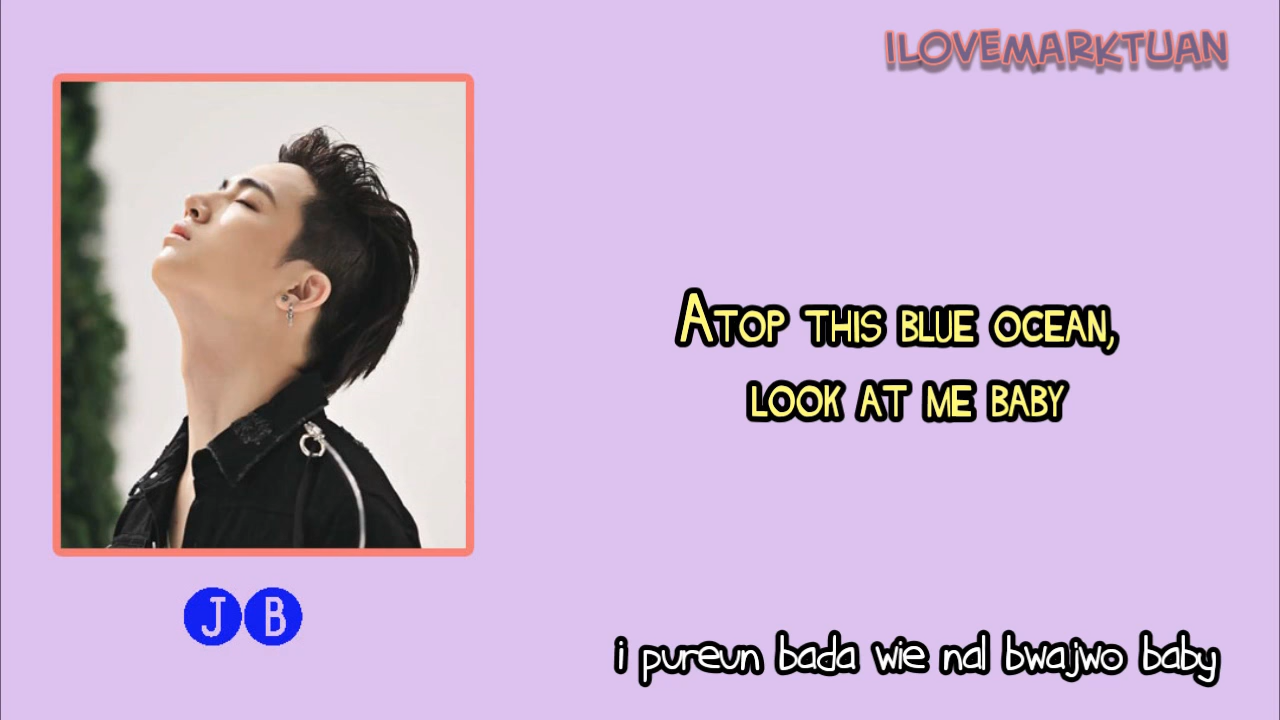 ILOVEMARKTUAN
Atop this blue ocean,
look at me baby
J B
i pureun bada wie nal bwajwo baby